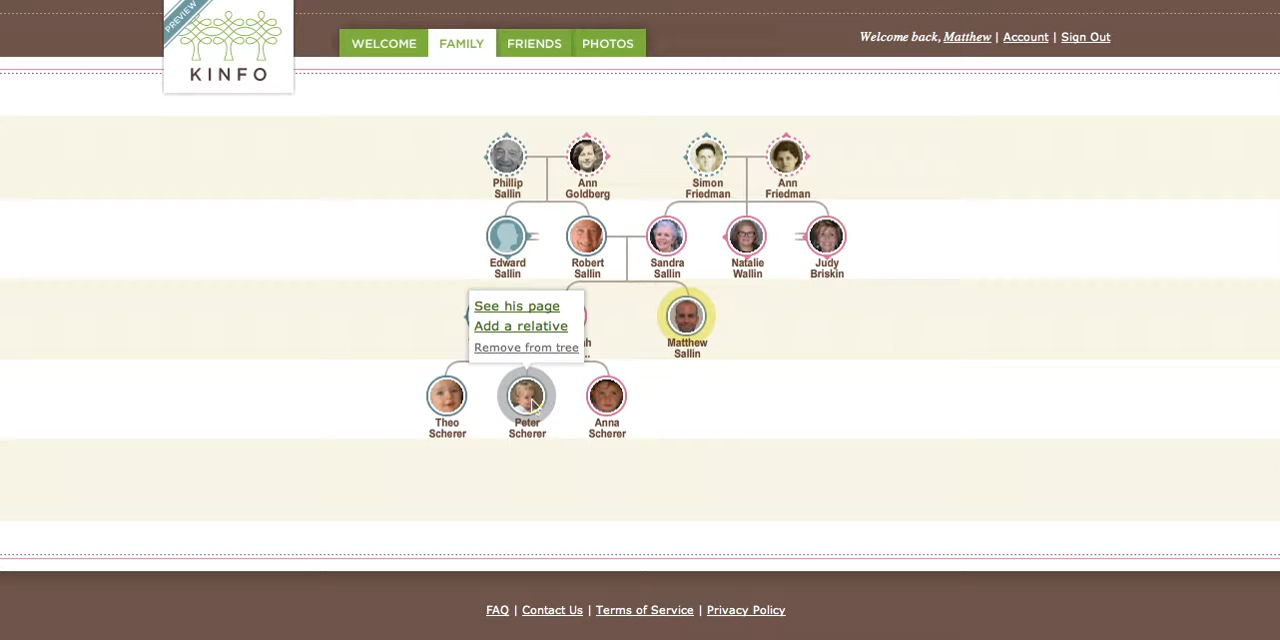 PREVIEW
KINFO
WELCOME FAMILY FRIENDS PHOTOS
Welcome back, Matthew | Account | Sign Out
Phillip Sallin
Ann Goldberg
Simon Friedman
Ann Friedman
Edward Sallin
Robert Sallin
Sandra Sallin
Natalie Wallin
Judy Briskin
See his page
Add a relative
Remove from tree
Matthew Sallin
Theo Scherer
Peter Scherer
Anna Scherer
FAQ | Contact Us | Terms of Service | Privacy Policy